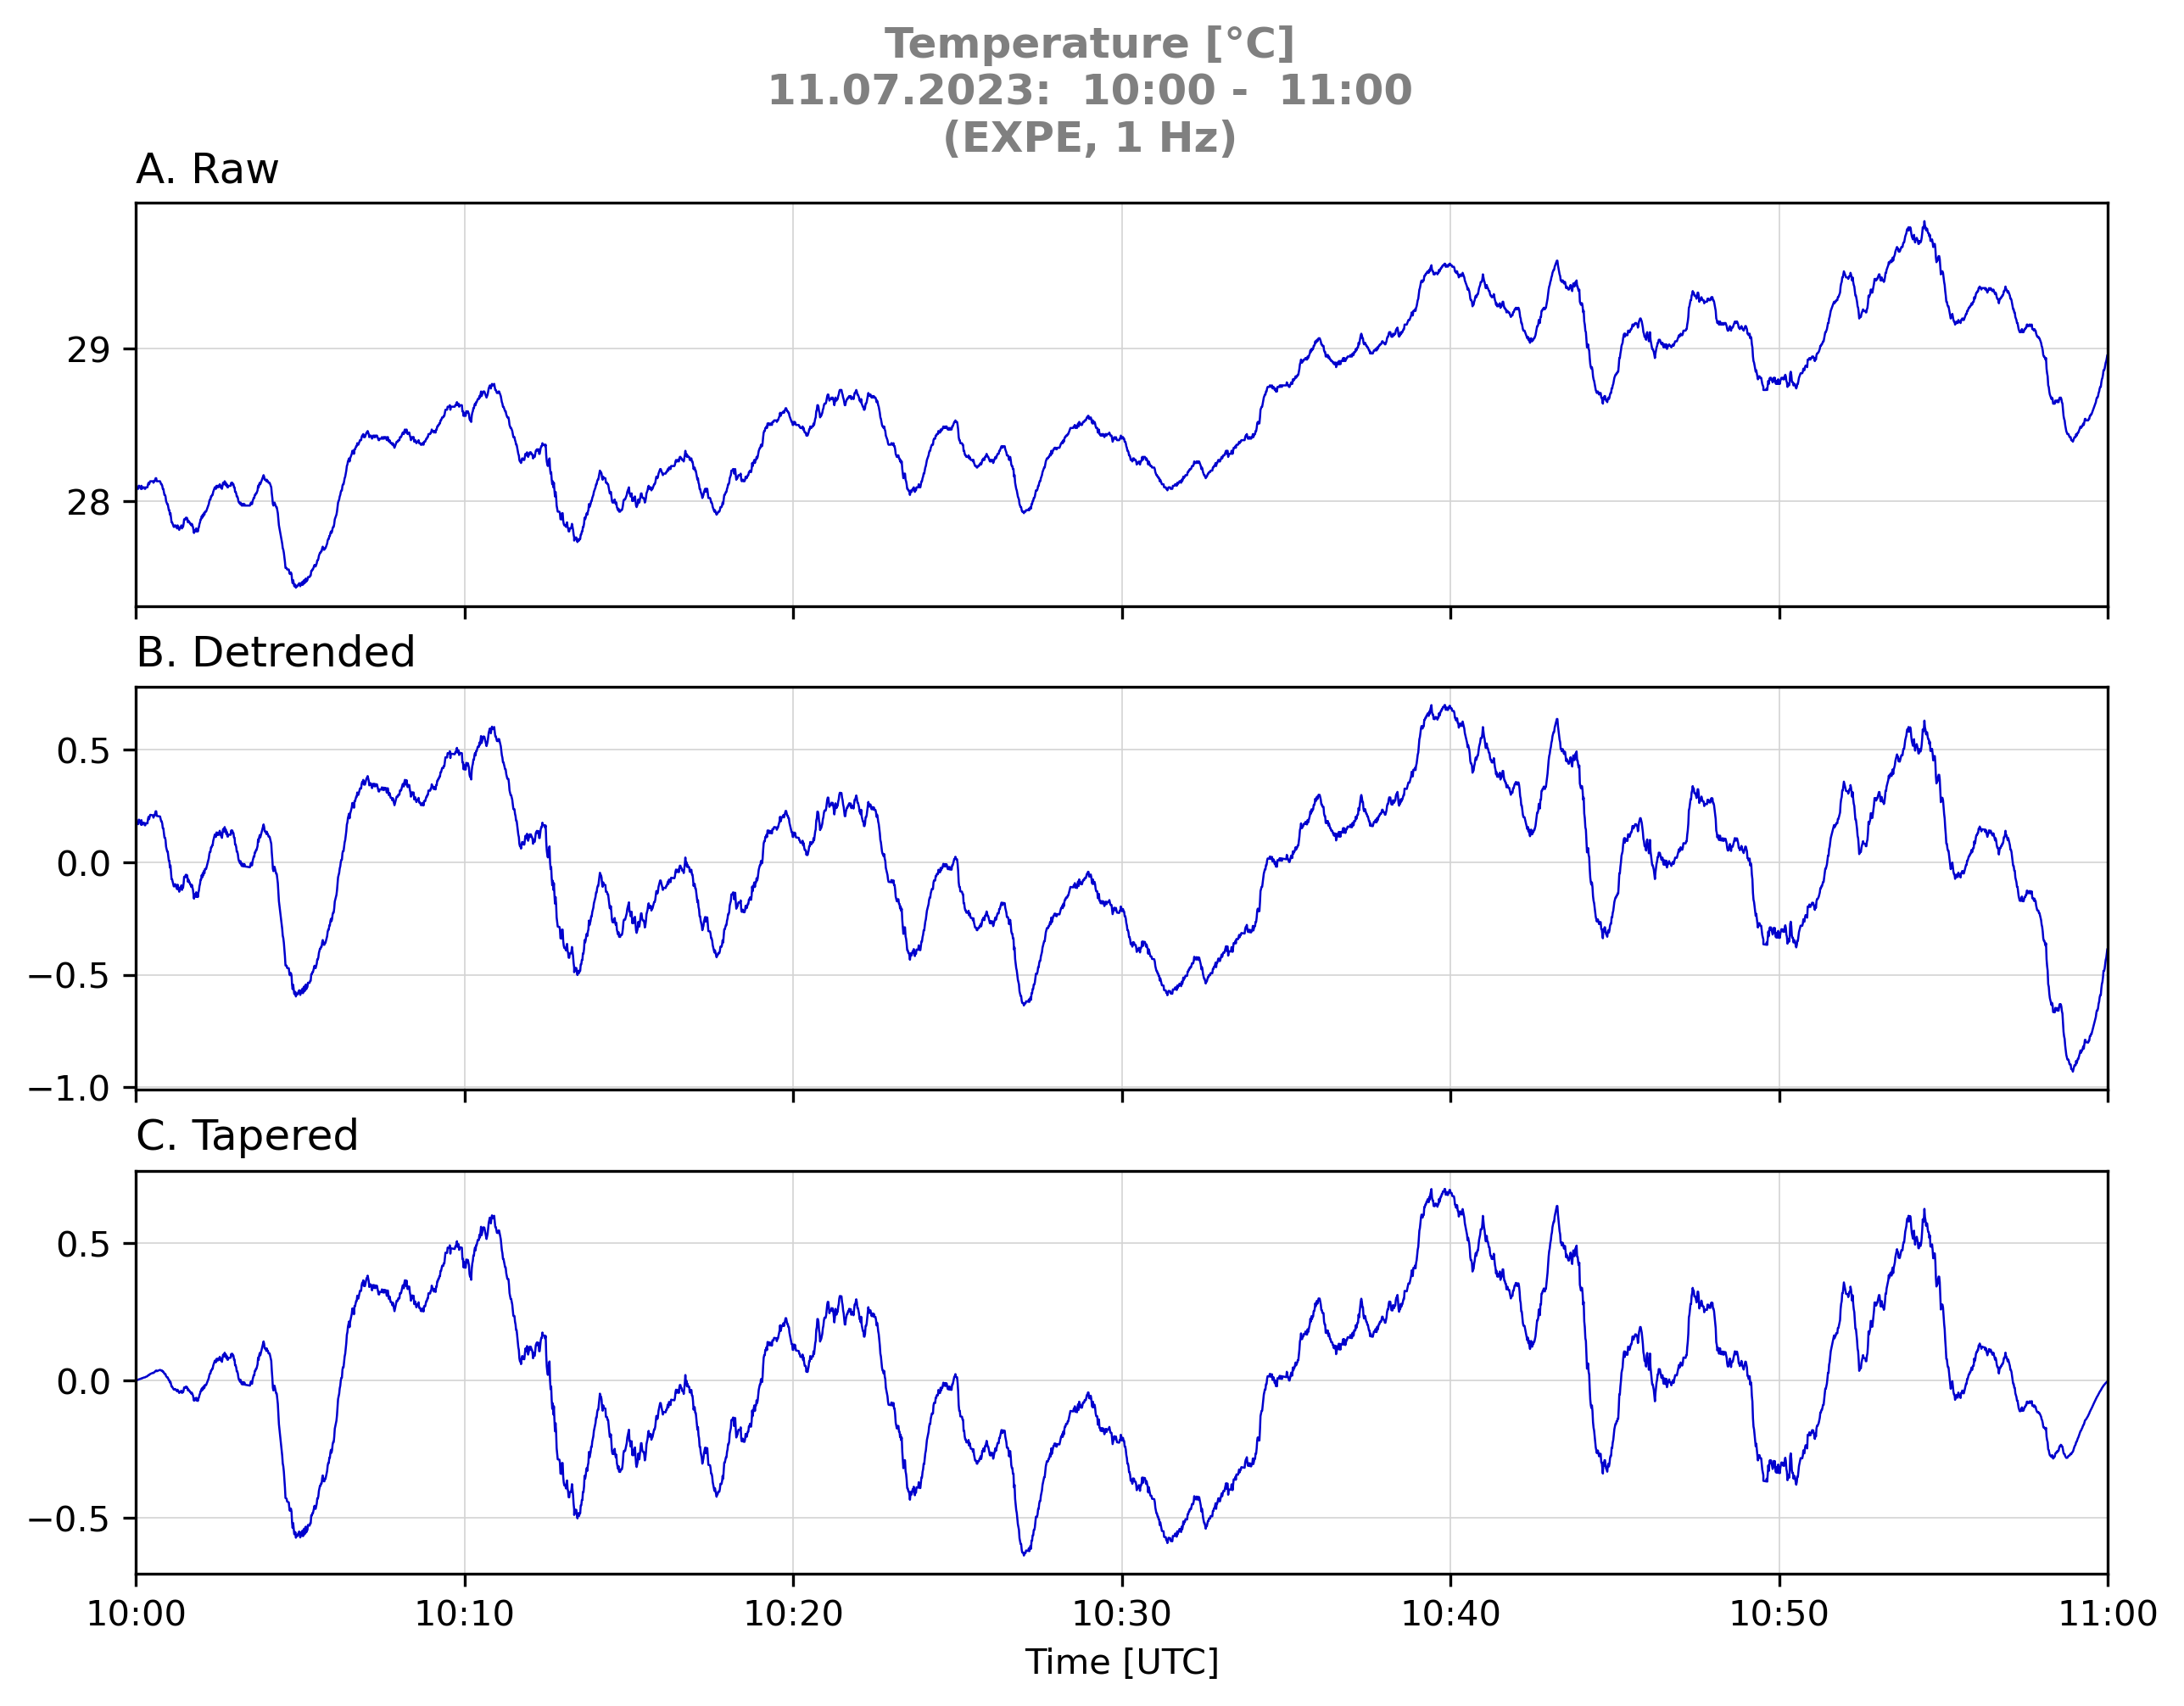 Temperature [°C]
11.07.2023:  10:00 -  11:00
(EXPE, 1 Hz)
A. Raw
29
28
B. Detrended
0.5
0.0
−0.5
−1.0
C. Tapered
0.5
0.0
−0.5
10:00 10:10 10:20 10:30 10:40 10:50 11:00
Time [UTC]